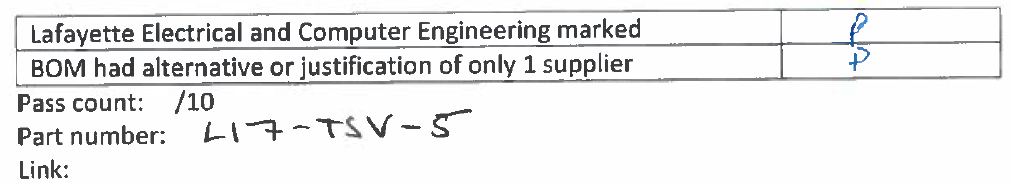 Lafayette Electrical and Computer Engineering marked P
BOM had alternative or justification of only 1 supplier P
Pass count: /10
Part number: L17-TSV-5
Link: